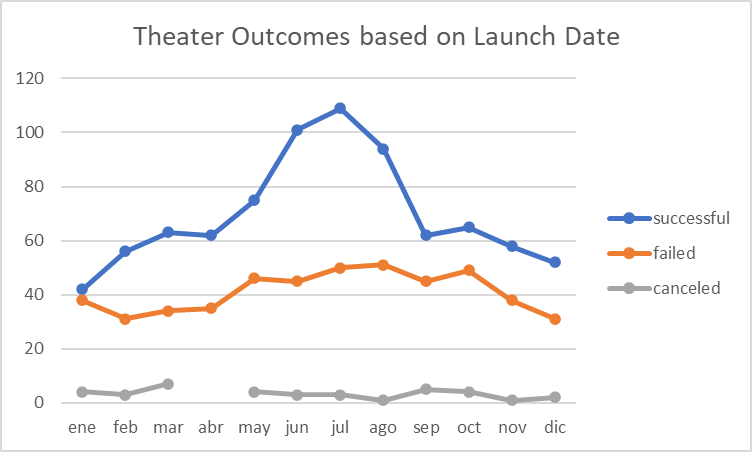 Theater Outcomes based on Launch Date
120
100
80
60
40
20
0
ene feb mar abr may jun jul ago sep oct nov dic
successful
failed
canceled